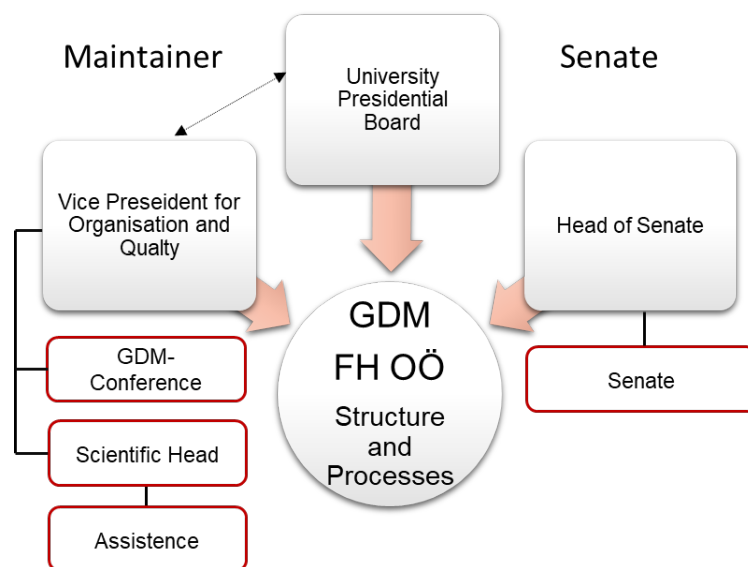 Maintainer
University
Presidential
Board
Senate
Vice Preseident for
Organisation and
Qualty
Head of Senate
GDM
FH OÖ
Structure
and
Processes
GDM-
Conference
Scientific Head
Assistence
Senate